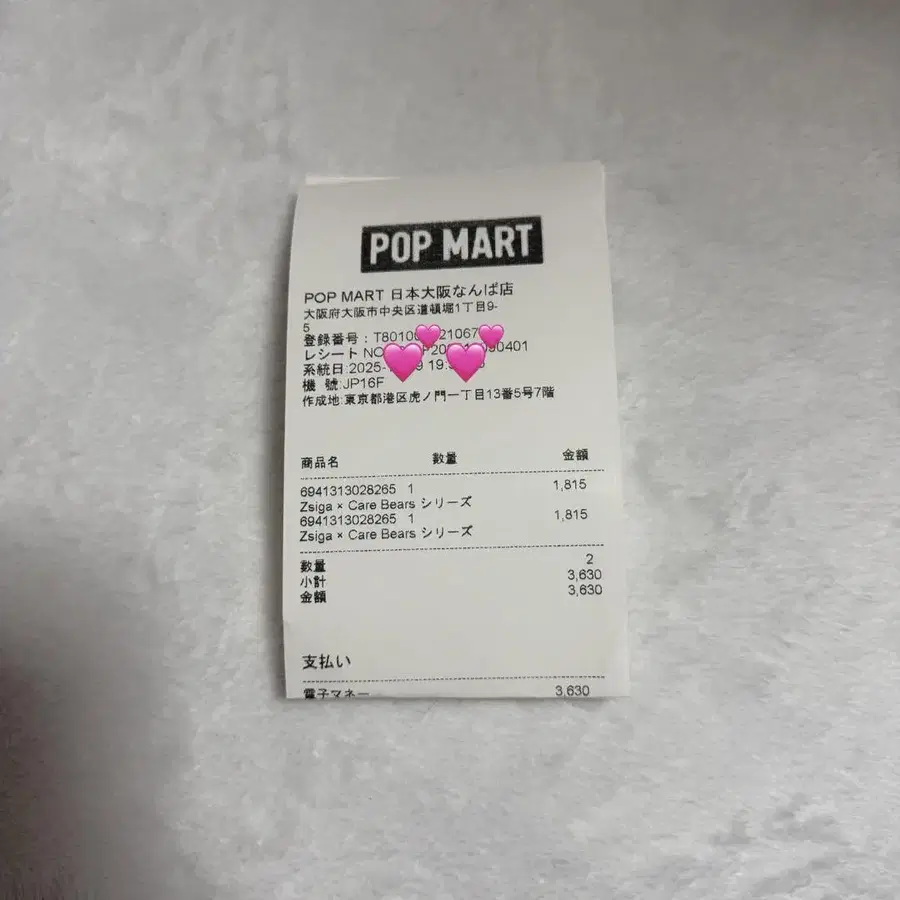 POP MART
POP MART 日本大阪なんば店
大阪府大阪市中央区道頓堀1丁目9-
5
登録番号：T8010 21067
レシート NO 090401
系統日:2025- 9 19:
機 號:JP16F
作成地:東京都港区虎ノ門一丁目13番5号7階
商品名 數量 金額
6941313028265 1 1,815
Zsiga × Care Bears シリーズ
6941313028265 1 1,815
Zsiga × Care Bears シリーズ
数量 2
小計 3,630
金額 3,630
支払い
電子マネー 3,630